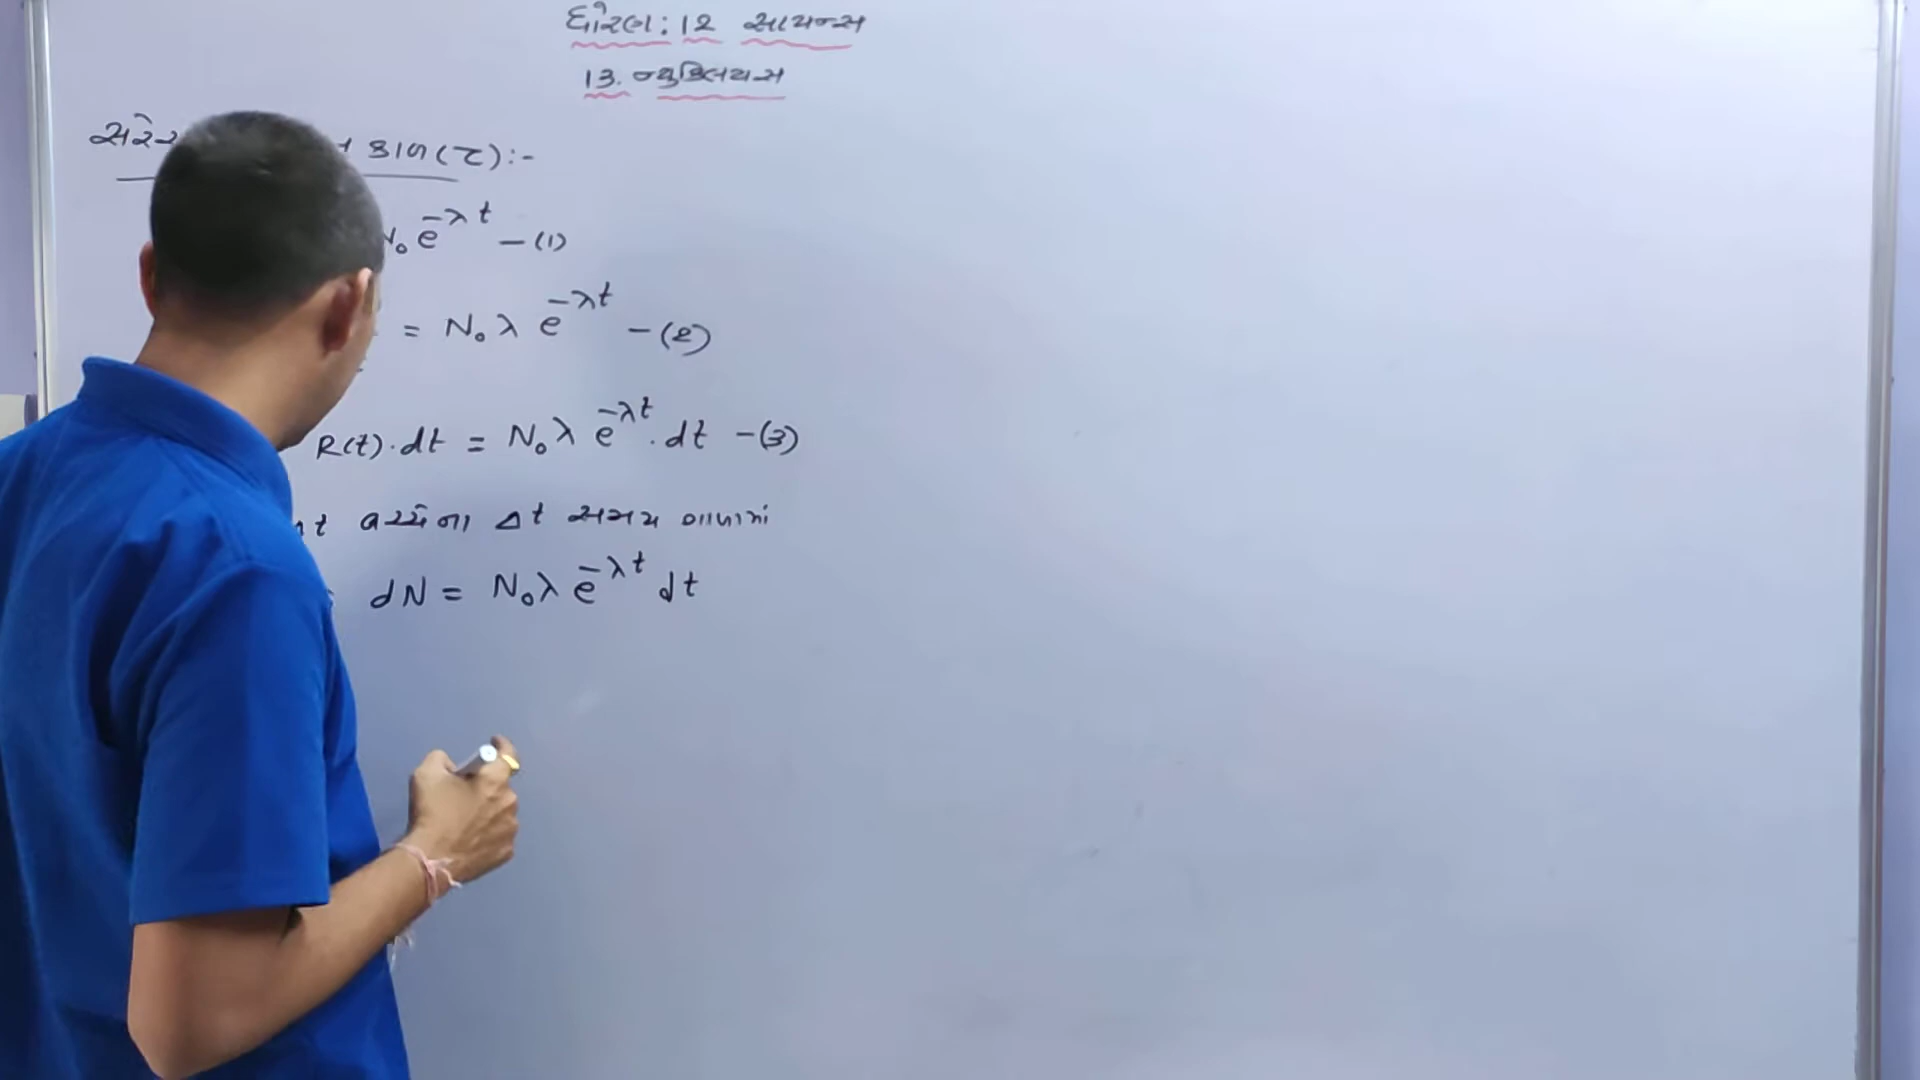 ધોરણ: 12 સાયન્સ
13. ન્યુક્લિયસ
કાળ (τ):-
N₀ e^{-λt} - (1)
= N₀ λ e^{-λt} - (2)
R(t)·dt = N₀ λ e^{-λt}·dt - (3)
t વચ્ચેના Δt સમય ગાળામાં
dN = N₀ λ e^{-λt} dt